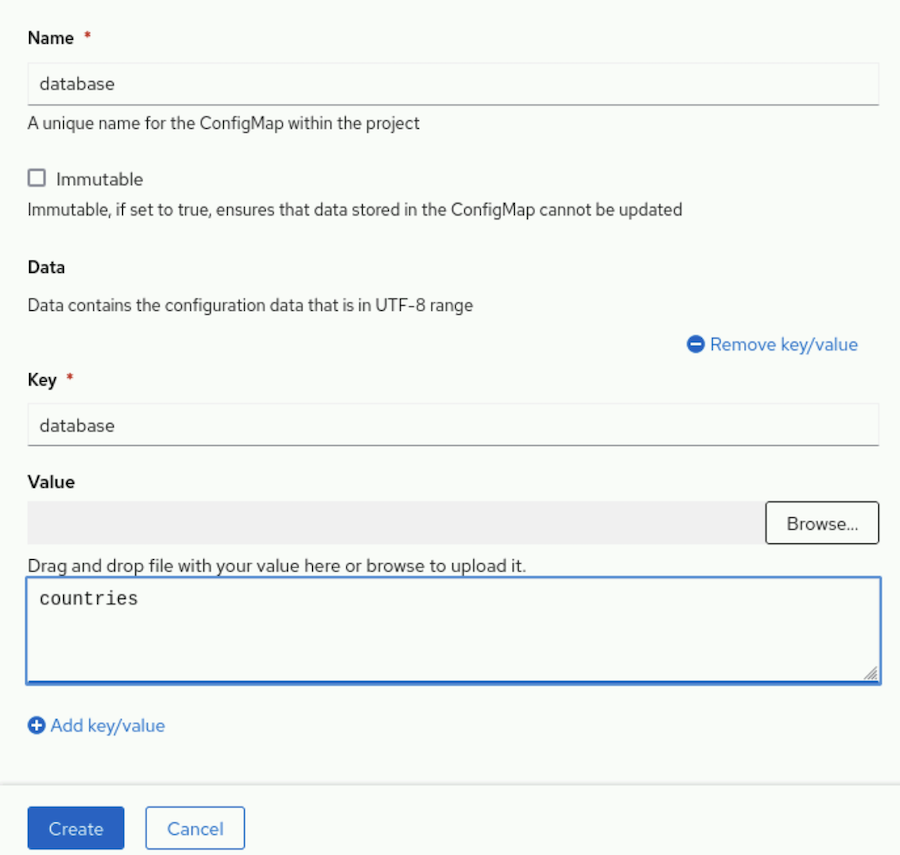 Name *
database
A unique name for the ConfigMap within the project
Immutable
Immutable, if set to true, ensures that data stored in the ConfigMap cannot be updated
Data
Data contains the configuration data that is in UTF-8 range
Remove key/value
Key *
database
Value
Browse...
Drag and drop file with your value here or browse to upload it.
countries
Add key/value
Create Cancel